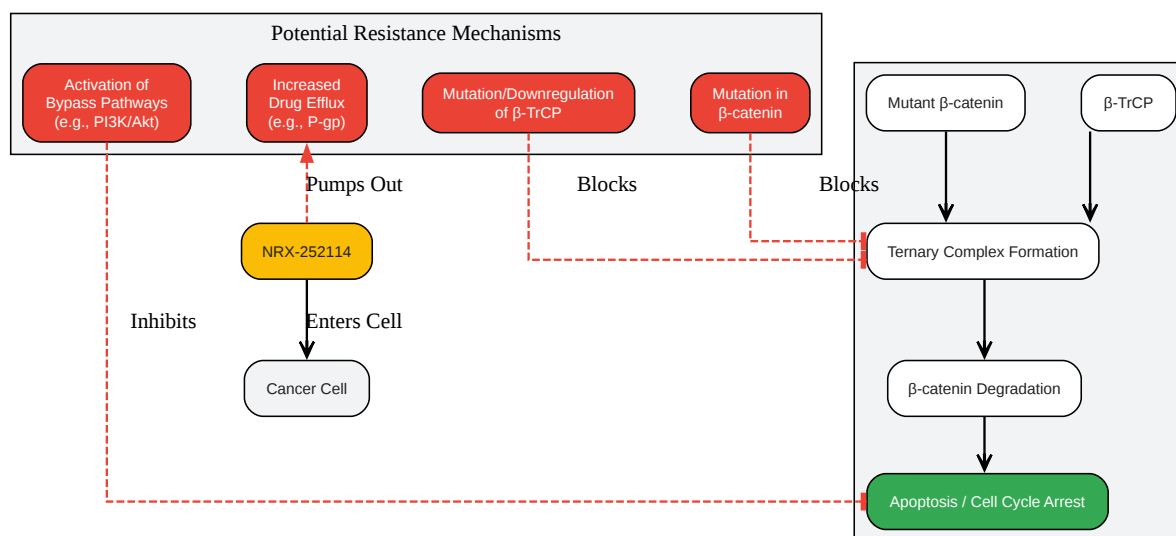 Potential Resistance Mechanisms
Activation of
Bypass Pathways
(e.g., PI3K/Akt)
Increased
Drug Efflux
(e.g., P-gp)
Mutation/Downregulation
of β-TrCP
Mutation in
β-catenin
Mutant β-catenin
β-TrCP
Pumps Out
Blocks
Blocks
NRX-252114
Ternary Complex Formation
Inhibits
Enters Cell
Cancer Cell
β-catenin Degradation
Apoptosis / Cell Cycle Arrest